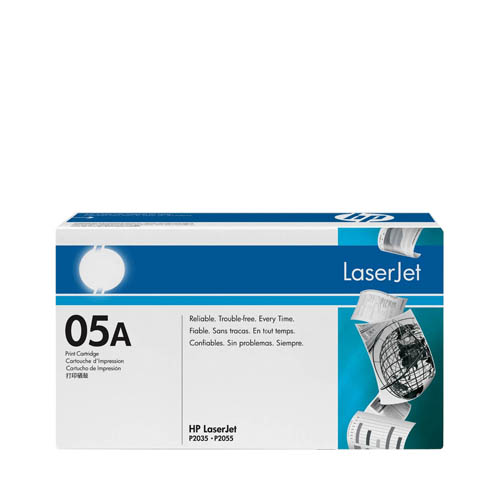 hp
LaserJet
05A
Print Cartridge
Cartouche d'Impression
Cartucho de Impresión
打印硒鼓
Reliable. Trouble-free. Every Time.
Fiable. Sans tracas. En tout temps.
Confiables. Sin problemas. Siempre.
HP LaserJet
P2035 • P2055